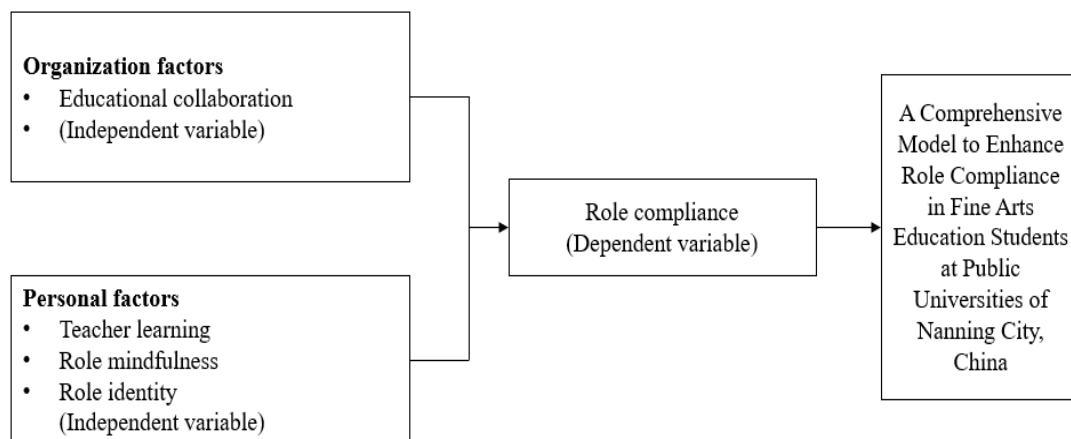 Organization factors
• Educational collaboration
• (Independent variable)
Personal factors
• Teacher learning
• Role mindfulness
• Role identity
(Independent variable)
Role compliance
(Dependent variable)
A Comprehensive
Model to Enhance
Role Compliance
in Fine Arts
Education Students
at Public
Universities of
Nanning City,
China